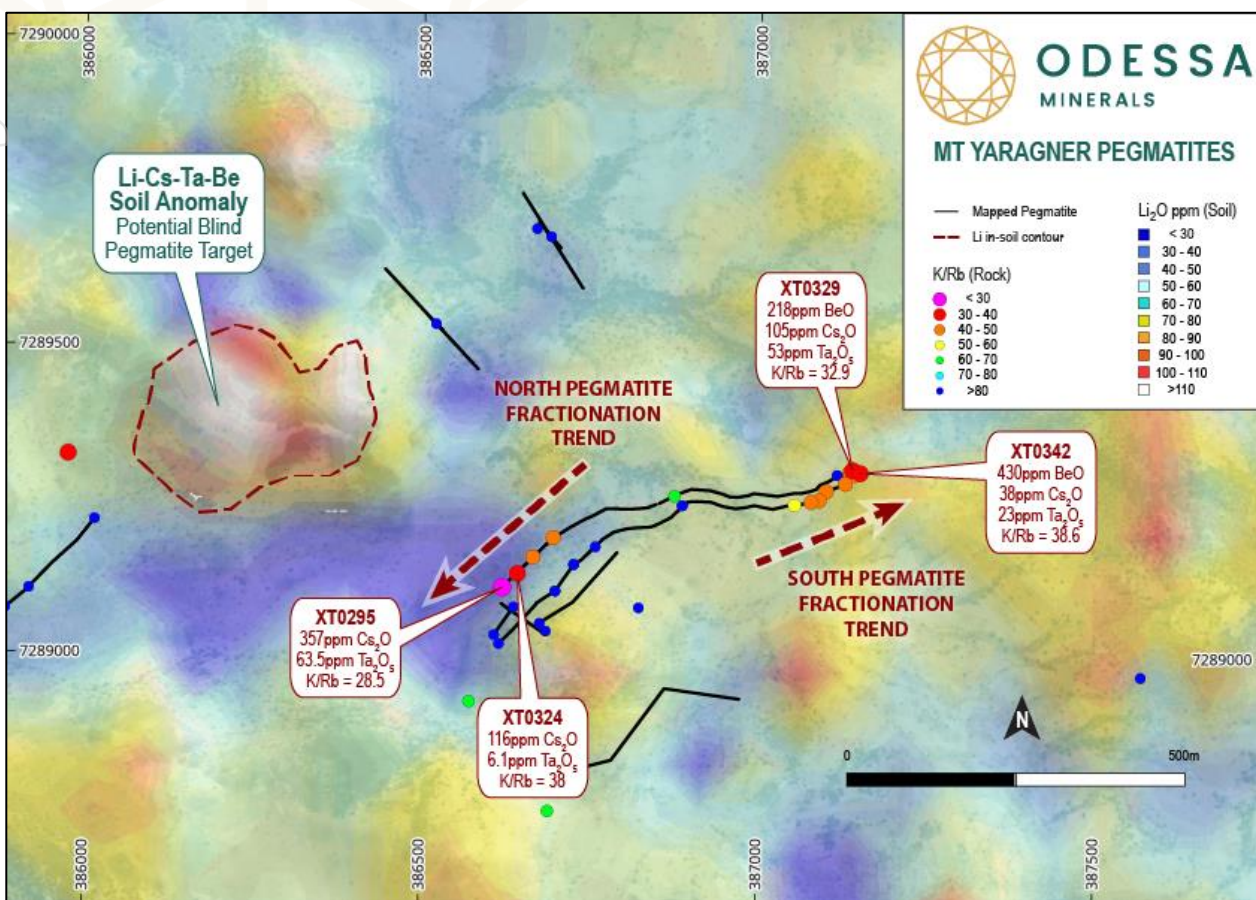 7290000
386000
386500
387000
ODESSA
MINERALS
MT YARAGNER PEGMATITES
Mapped Pegmatite
Li in-soil contour
K/Rb (Rock)
< 30
30 - 40
40 - 50
50 - 60
60 - 70
70 - 80
>80
Li₂O ppm (Soil)
< 30
30 - 40
40 - 50
50 - 60
60 - 70
70 - 80
80 - 90
90 - 100
100 - 110
>110
Li-Cs-Ta-Be
Soil Anomaly
Potential Blind
Pegmatite Target
7289500
XT0329
218ppm BeO
105ppm Cs₂O
53ppm Ta₂O₅
K/Rb = 32.9
NORTH PEGMATITE
FRACTIONATION
TREND
XT0342
430ppm BeO
38ppm Cs₂O
23ppm Ta₂O₅
K/Rb = 38.6
SOUTH PEGMATITE
FRACTIONATION
TREND
XT0295
357ppm Cs₂O
63.5ppm Ta₂O₅
K/Rb = 28.5
7289000
7289000
XT0324
116ppm Cs₂O
6.1ppm Ta₂O₅
K/Rb = 38
N
0
500m
386000
386500
387000
387500